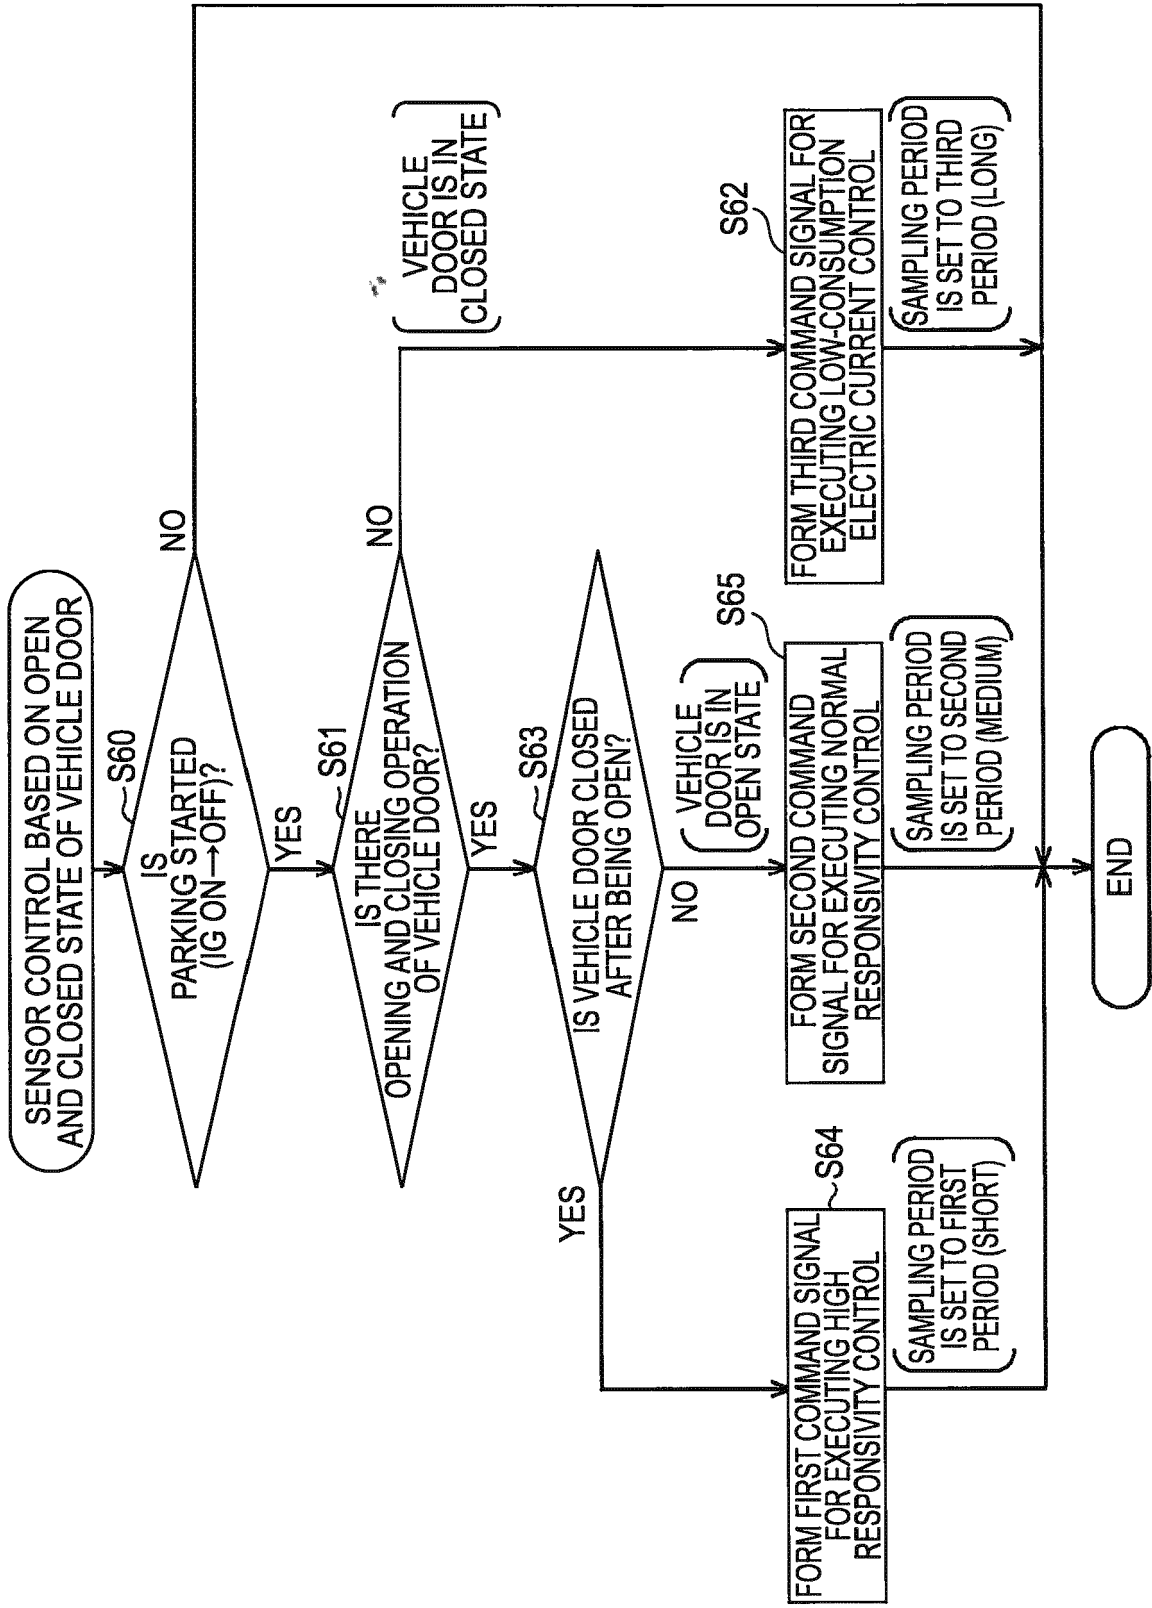 SENSOR CONTROL BASED ON OPEN
AND CLOSED STATE OF VEHICLE DOOR
S60
IS
PARKING STARTED
(IG ON→OFF)?
NO
YES
S61
IS THERE
OPENING AND CLOSING OPERATION
OF VEHICLE DOOR?
NO
VEHICLE
DOOR IS IN
CLOSED STATE
YES
S63
IS VEHICLE DOOR CLOSED
AFTER BEING OPEN?
YES
NO
VEHICLE
DOOR IS IN
OPEN STATE
S64
FORM FIRST COMMAND SIGNAL
FOR EXECUTING HIGH
RESPONSIVITY CONTROL
SAMPLING PERIOD
IS SET TO FIRST
PERIOD (SHORT)
S65
FORM SECOND COMMAND
SIGNAL FOR EXECUTING NORMAL
RESPONSIVITY CONTROL
SAMPLING PERIOD
IS SET TO SECOND
PERIOD (MEDIUM)
S62
FORM THIRD COMMAND SIGNAL FOR
EXECUTING LOW-CONSUMPTION
ELECTRIC CURRENT CONTROL
SAMPLING PERIOD
IS SET TO THIRD
PERIOD (LONG)
END